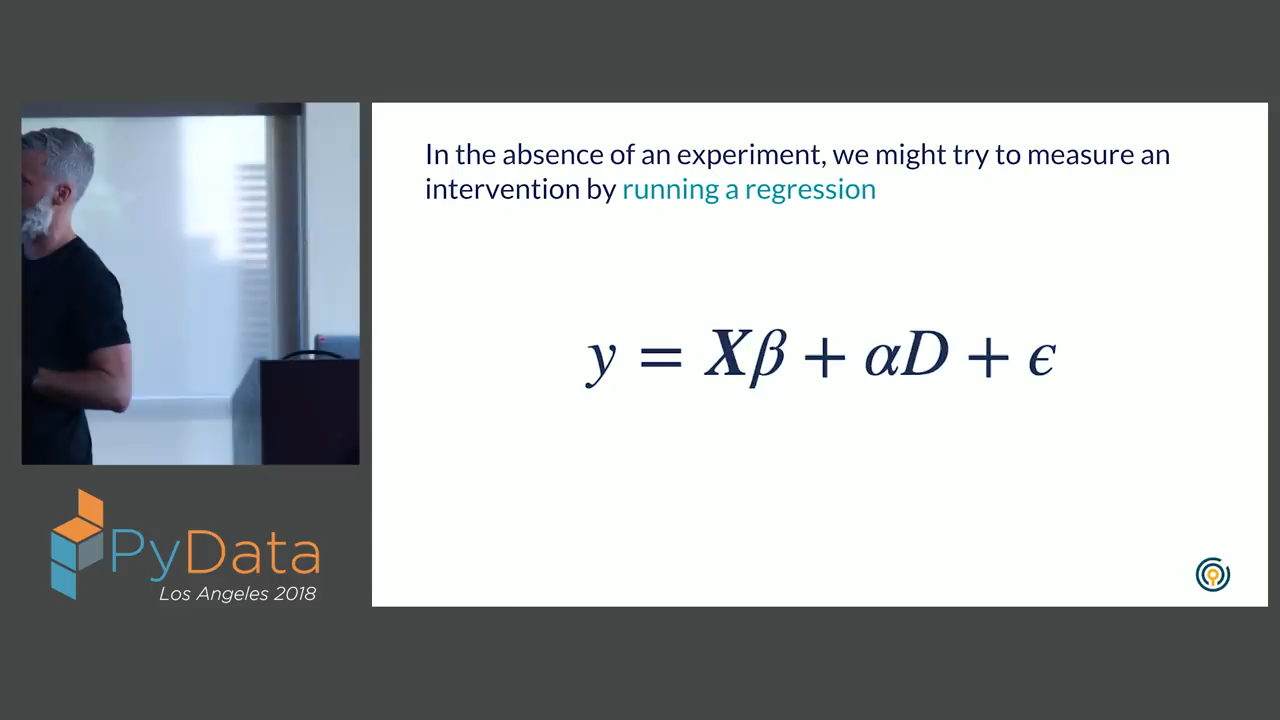 In the absence of an experiment, we might try to measure an
intervention by running a regression
y = Xβ + αD + ϵ
PyData
Los Angeles 2018